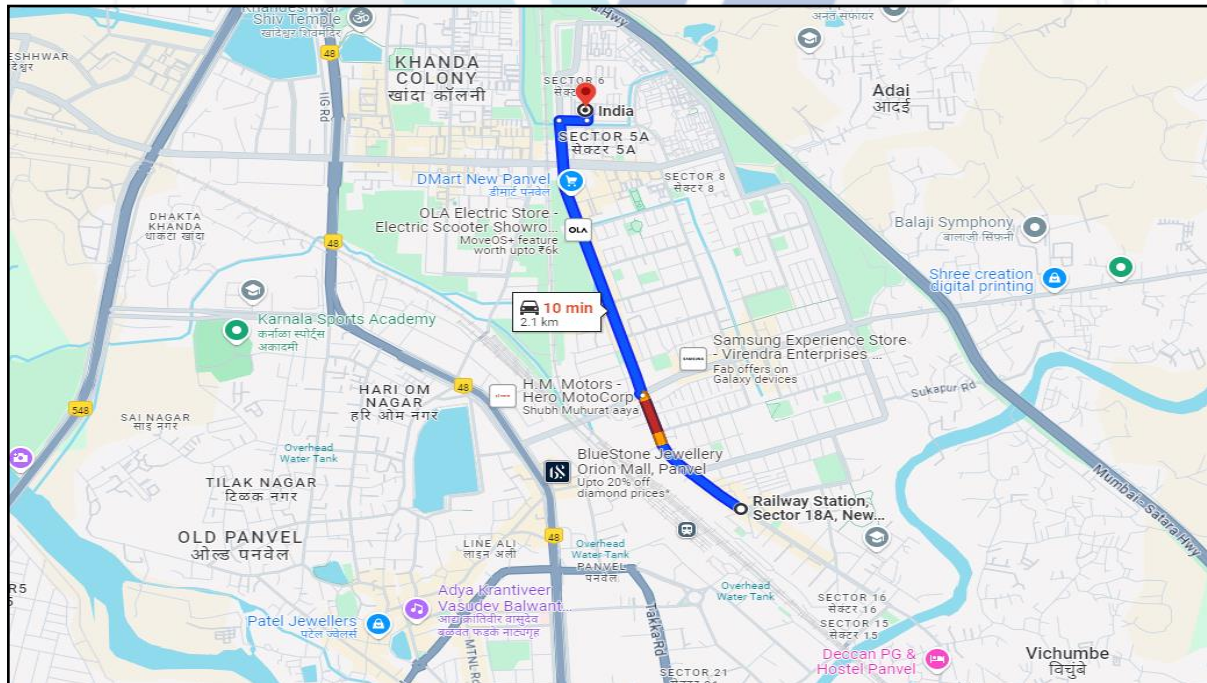 Khandeshwar
Shiv Temple
खांदेश्वर शिवमंदिर
48
ESHHWAR
IIG Rd
KHANDA
COLONY
खांदा कॉलनी
SECTOR 6
India
SECTOR 5A
सेक्टर 5A
Adai
आदई
SECTOR 8
सेक्टर 8
DMart New Panvel
डीमार्ट पनवेल
OLA Electric Store -
Electric Scooter Showro...
MoveOS+ feature
worth upto ₹6k
OLA
DHAKTA
KHANDA
धाकटा खांदा
48
Balaji Symphony
बालाजी सिंफनी
Shree creation
digital printing
10 min
2.1 km
Karnala Sports Academy
कर्नाळा स्पोर्ट्स
अकादमी
Samsung Experience Store
- Virendra Enterprises ...
Fab offers on
Galaxy devices
SAMSUNG
H.M. Motors -
Hero MotoCorp
Shubh Muhurat aaya
48
HARI OM
NAGAR
हरि ओम नगर
Sukapur Rd
548
SAI NAGAR
साइ नगर
Overhead
Water Tank
BlueStone Jewellery
Orion Mall, Panvel
Upto 20% off
diamond prices*
Mumbai - Satara Hwy
TILAK NAGAR
टिळक नगर
Railway Station,
Sector 18A, New...
OLD PANVEL
ओल्ड पनवेल
LINE ALI
लाइन अली
48
Overhead
Water Tank
PANVEL
पनवेल
Overhead
Water Tank
R5
5
Adya Krantiveer
Vasudev Balwant...
आद्य क्रांतिवीर वासुदेव
बळवंत फडके नाट्यगृह
Patel Jewellers
पटेल ज्वेलर्स
MTNL Rd
Takka Rd
SECTOR 16
सेक्टर 16
SECTOR 15
सेक्टर 15
Deccan PG &
Hostel Panvel
Vichumbe
विचुंबे
SECTOR 21